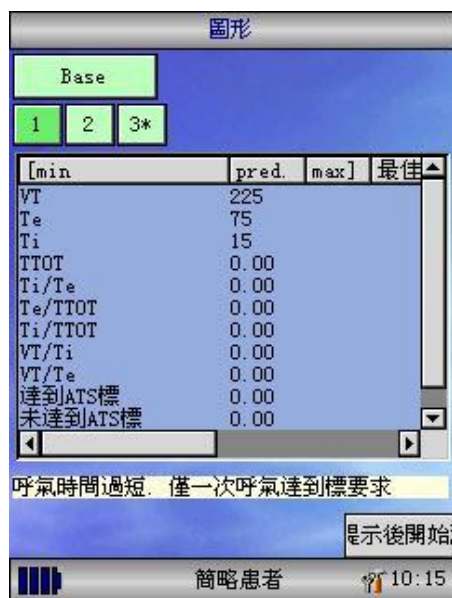 圖形
Base
1 2 3*
[min pred. max] 最佳
VT 225
Te 75
Ti 15
TTOT 0.00
Ti/Te 0.00
Te/TTOT 0.00
Ti/TTOT 0.00
VT/Ti 0.00
VT/Te 0.00
達到ATS標 0.00
未達到ATS標 0.00
呼氣時間過短. 僅一次呼氣達到標要求
示後開始
簡略患者 10:15